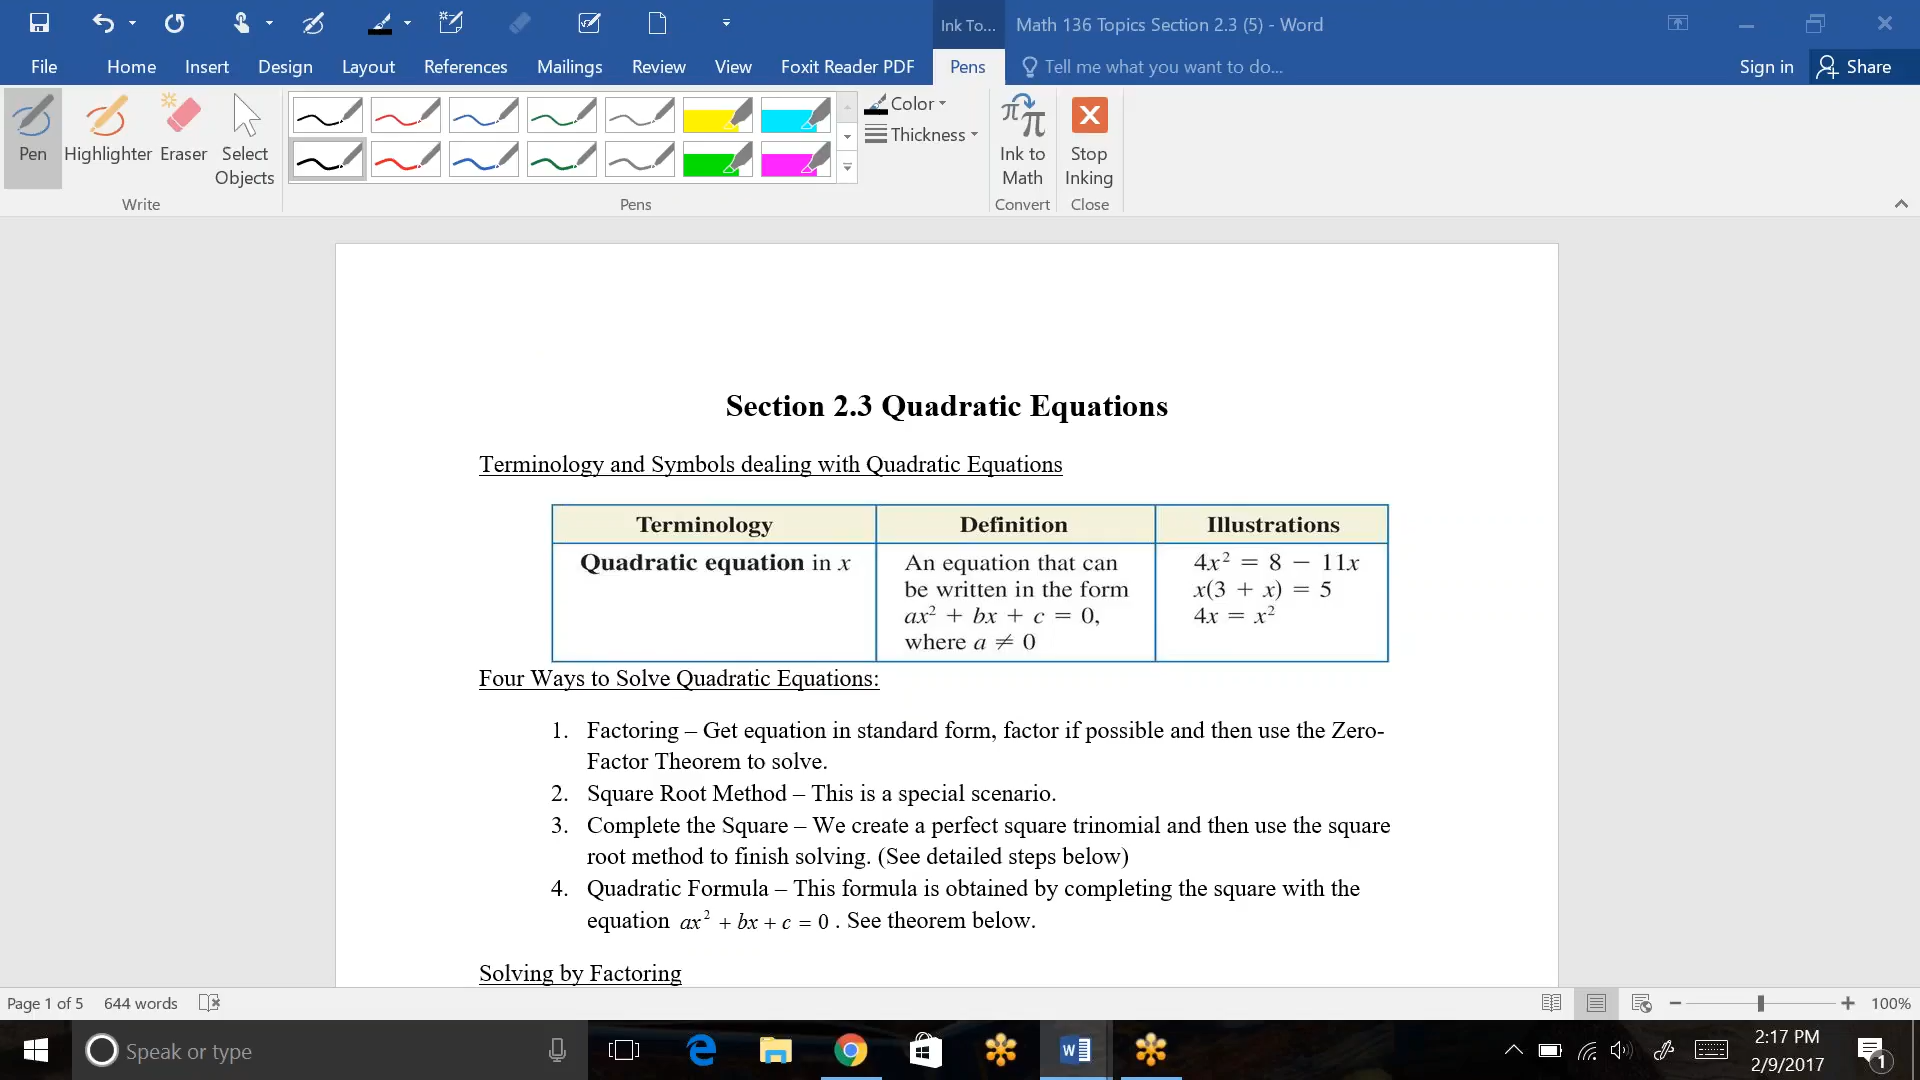 Ink To...
Math 136 Topics Section 2.3 (5) - Word
File Home Insert Design Layout References Mailings Review View Foxit Reader PDF Pens Tell me what you want to do... Sign in Share
Pen Highlighter Eraser Select Objects
Color
Thickness
Ink to Math
Stop Inking
Write Pens Convert Close
Section 2.3 Quadratic Equations
Terminology and Symbols dealing with Quadratic Equations
Terminology Definition Illustrations
Quadratic equation in x An equation that can 4x² = 8 − 11x
be written in the form x(3 + x) = 5
ax² + bx + c = 0, 4x = x²
where a ≠ 0
Four Ways to Solve Quadratic Equations:
1. Factoring – Get equation in standard form, factor if possible and then use the Zero-
Factor Theorem to solve.
2. Square Root Method – This is a special scenario.
3. Complete the Square – We create a perfect square trinomial and then use the square
root method to finish solving. (See detailed steps below)
4. Quadratic Formula – This formula is obtained by completing the square with the
equation ax² + bx + c = 0 . See theorem below.
Solving by Factoring
Page 1 of 5 644 words 100%
Speak or type
2:17 PM
2/9/2017
1